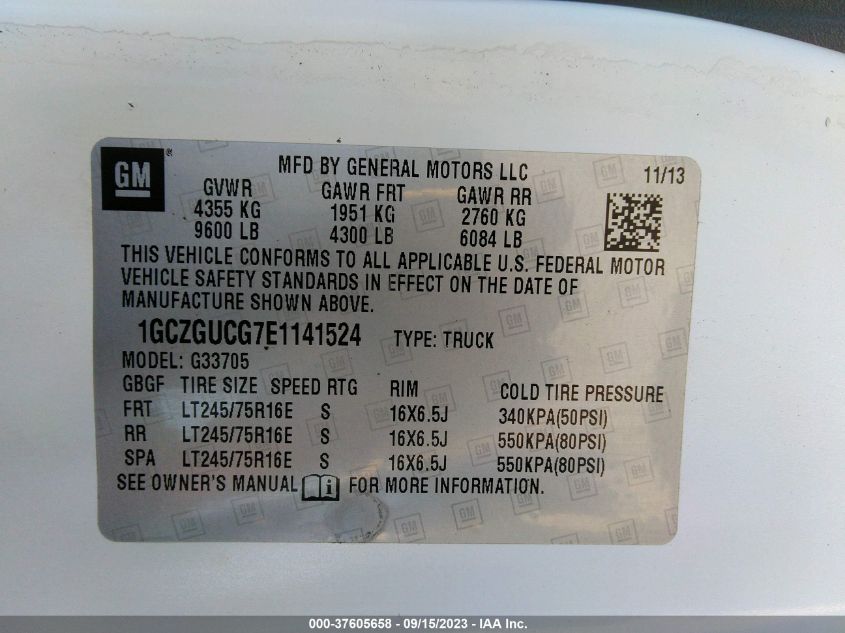 GM ®
MFD BY GENERAL MOTORS LLC 11/13
GVWR GAWR FRT GAWR RR
4355 KG 1951 KG 2760 KG
9600 LB 4300 LB 6084 LB
THIS VEHICLE CONFORMS TO ALL APPLICABLE U.S. FEDERAL MOTOR
VEHICLE SAFETY STANDARDS IN EFFECT ON THE DATE OF
MANUFACTURE SHOWN ABOVE.
1GCZGUCG7E1141524 TYPE: TRUCK
MODEL: G33705
GBGF TIRE SIZE SPEED RTG RIM COLD TIRE PRESSURE
FRT LT245/75R16E S 16X6.5J 340KPA(50PSI)
RR LT245/75R16E S 16X6.5J 550KPA(80PSI)
SPA LT245/75R16E S 16X6.5J 550KPA(80PSI)
SEE OWNER'S MANUAL i FOR MORE INFORMATION.
000-37605658 - 09/15/2023 - IAA Inc.